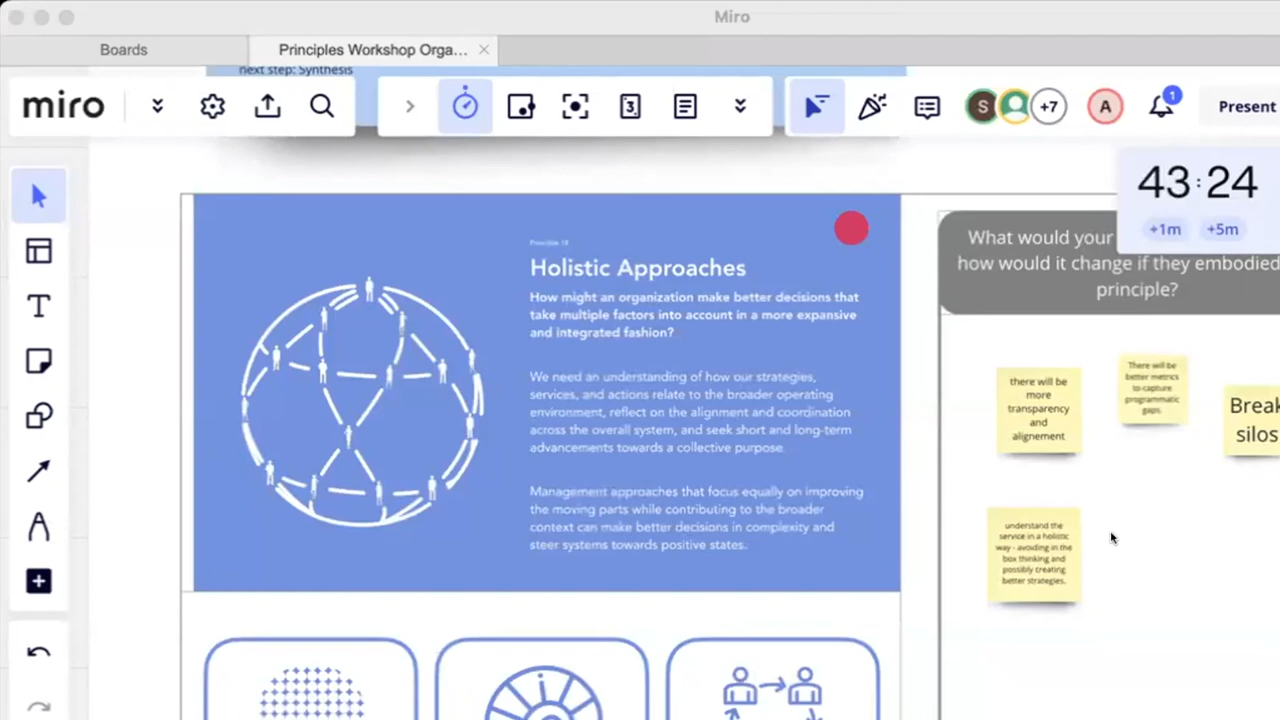 Miro
Boards
Principles Workshop Orga...
next step: Synthesis
miro
3
S
+7
A
1
Present
43:24
+1m
+5m
Principle 18
Holistic Approaches
How might an organization make better decisions that
take multiple factors into account in a more expansive
and integrated fashion?
We need an understanding of how our strategies,
services, and actions relate to the broader operating
environment, reflect on the alignment and coordination
across the overall system, and seek short and long-term
advancements towards a collective purpose.
Management approaches that focus equally on improving
the moving parts while contributing to the broader
context can make better decisions in complexity and
steer systems towards positive states.
What would your
how would it change if they embodied
principle?
there will be
more
transparency
and
alignement
There will be
better metrics
to-capture
programmatic
gaps.
Break
silos
understand the
service in a holistic
way - avoiding in the
box thinking and
possibly creating
better strategies.